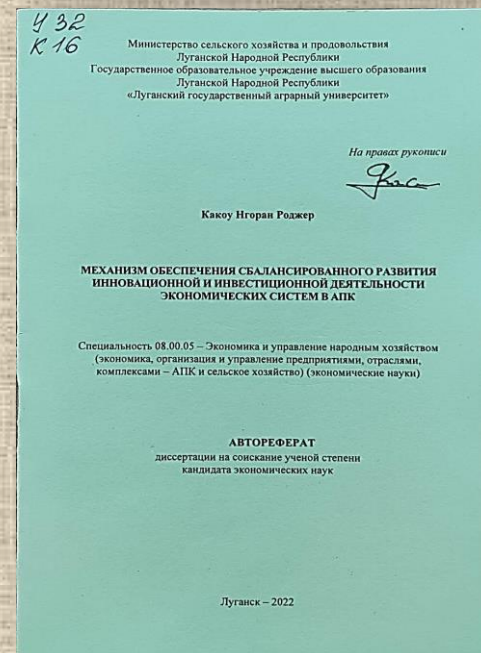 У 32
К 16
Министерство сельского хозяйства и продовольствия
Луганской Народной Республики
Государственное образовательное учреждение высшего образования
Луганской Народной Республики
«Луганский государственный аграрный университет»
На правах рукописи
Какоу Нгоран Роджер
МЕХАНИЗМ ОБЕСПЕЧЕНИЯ СБАЛАНСИРОВАННОГО РАЗВИТИЯ
ИННОВАЦИОННОЙ И ИНВЕСТИЦИОННОЙ ДЕЯТЕЛЬНОСТИ
ЭКОНОМИЧЕСКИХ СИСТЕМ В АПК
Специальность 08.00.05 – Экономика и управление народным хозяйством
(экономика, организация и управление предприятиями, отраслями,
комплексами – АПК и сельское хозяйство) (экономические науки)
АВТОРЕФЕРАТ
диссертации на соискание ученой степени
кандидата экономических наук
Луганск – 2022